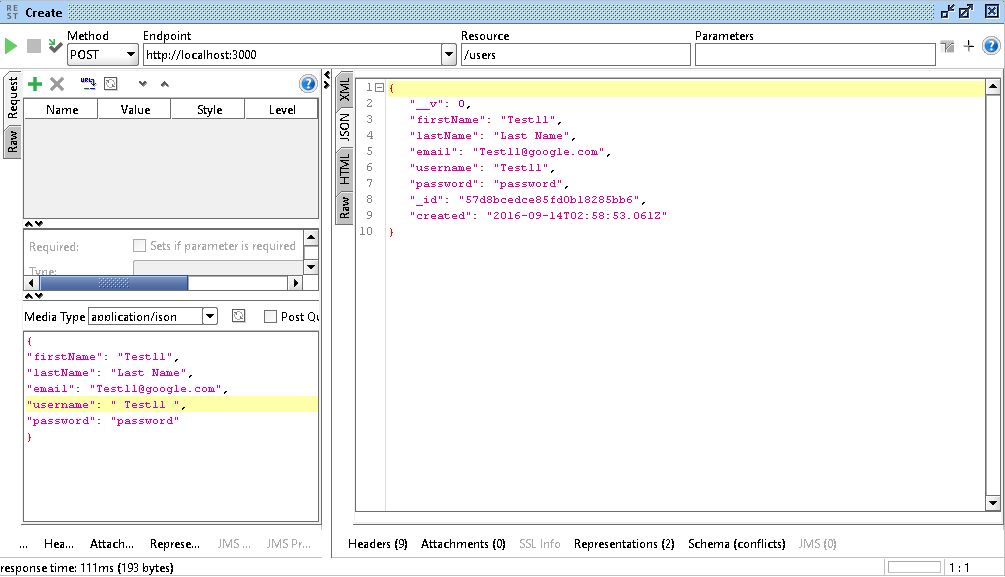 RE
ST
Create
Method
Endpoint
Resource
Parameters
POST
http://localhost:3000
/users
Request
Raw
Name Value Style Level
Required:
Sets if parameter is required
Type:
Media Type application/json
Post Qu
{
"firstName": "Test11",
"lastName": "Last Name",
"email": "Test11@google.com",
"username": " Test11 ",
"password": "password"
}
... Hea... Attach... Represe... JMS ... JMS Pr...
XML
JSON
HTML
Raw
1 {
2 "__v": 0,
3 "firstName": "Test11",
4 "lastName": "Last Name",
5 "email": "Test11@google.com",
6 "username": "Test11",
7 "password": "password",
8 "_id": "57d8bcedce85fd0b18285bb6",
9 "created": "2016-09-14T02:58:53.061Z"
10 }
Headers (9) Attachments (0) SSL Info Representations (2) Schema (conflicts) JMS (0)
response time: 111ms (193 bytes)
1 : 1